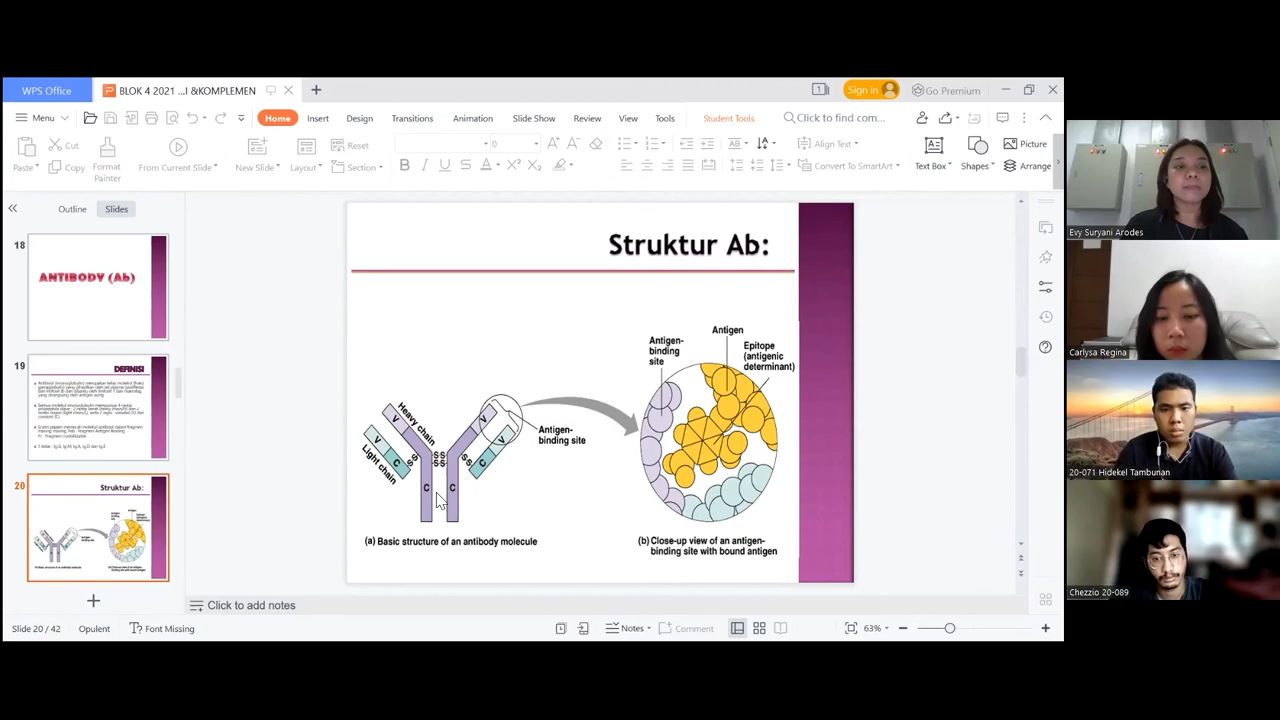 WPS Office
BLOK 4 2021 ...I &KOMPLEMEN
1
Sign in
Go Premium
Menu
Home
Insert
Design
Transitions
Animation
Slide Show
Review
View
Tools
Student Tools
Click to find com...
Paste
Cut
Copy
Format
Painter
From Current Slide
New Slide
Layout
Reset
Section
0
B I U S A X² X₂
Align Text
Convert To SmartArt
Text Box
Shapes
Picture
Arrange
Outline
Slides
18
ANTIBODY (Ab)
19
DEFINISI
20
Struktur Ab:
Struktur Ab:
Heavy chain
V
V
C
Light chain
S
S
S S
S S
C
C
S S
V
V
C
Antigen-
binding site
Antigen-
binding
site
Antigen
Epitope
(antigenic
determinant)
(a) Basic structure of an antibody molecule
(b) Close-up view of an antigen-
binding site with bound antigen
Click to add notes
Slide 20 / 42
Opulent
Font Missing
Notes
Comment
63%
Evy Suryani Arodes
Carlysa Regina
20-071 Hidekel Tambunan
Chezzio 20-089